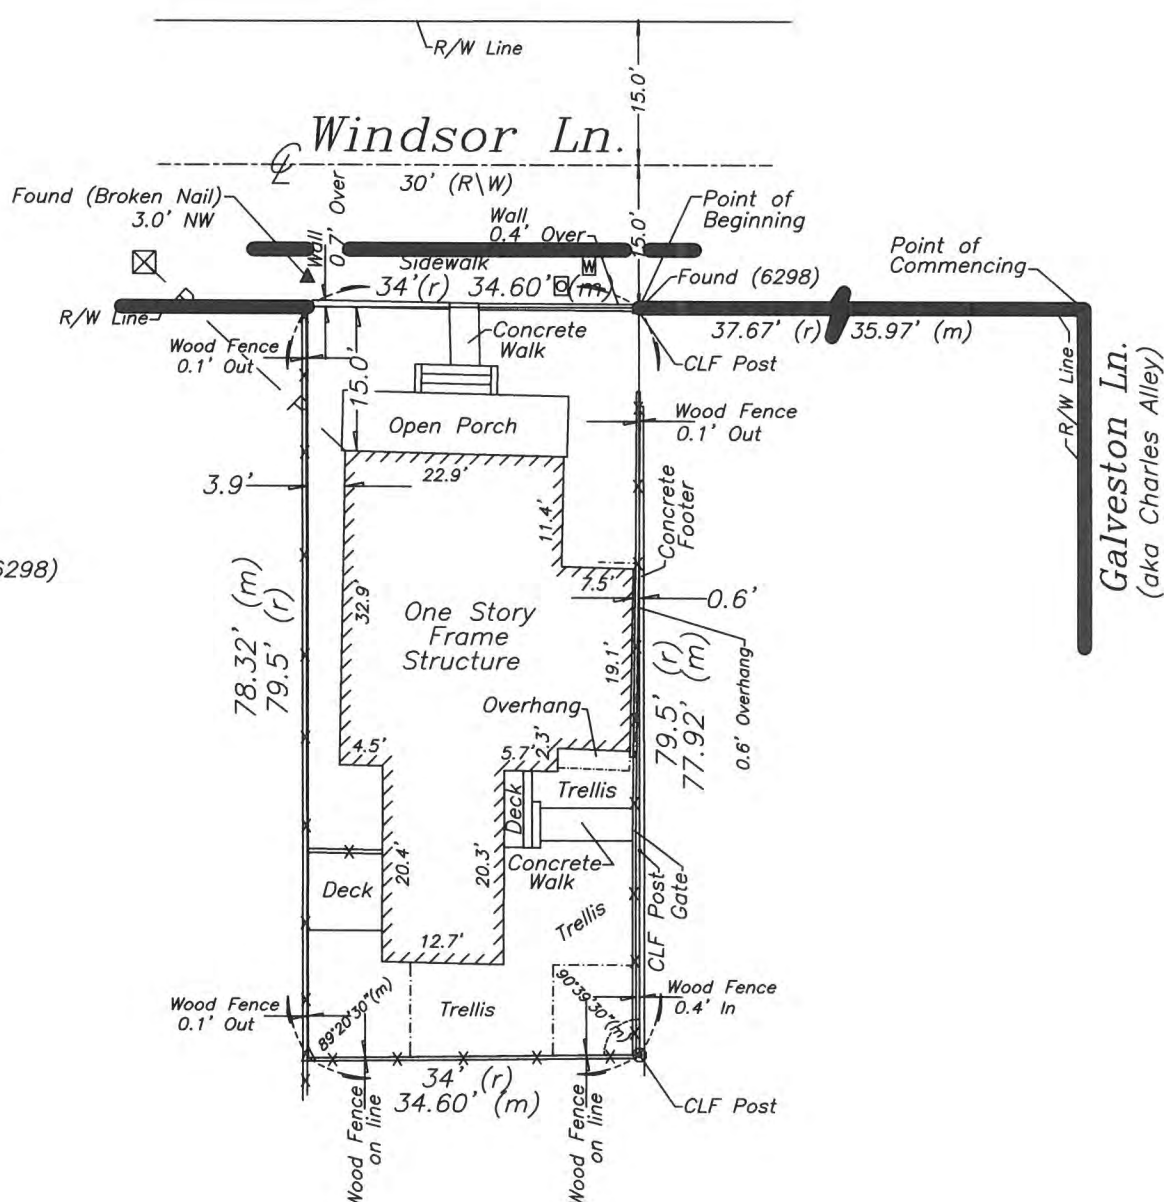 R/W Line
15.0'
Windsor Ln.
℄
30' (R\W)
15.0'
Found (Broken Nail)
3.0' NW
Wall
0.7' Over
Wall
0.4' Over
Point of
Beginning
Point of
Commencing
Sidewalk
W
Found (6298)
34'(r) 34.60' (m)
R/W Line
37.67' (r) 35.97' (m)
Concrete
Walk
CLF Post
Wood Fence
0.1' Out
15.0'
R/W Line
Galveston Ln.
(aka Charles Alley)
Open Porch
Wood Fence
0.1' Out
22.9'
3.9'
11.4'
Concrete
Footer
6298)
7.5'
0.6'
78.32' (m)
79.5' (r)
32.9'
One Story
Frame
Structure
19.1'
79.5' (r)
77.92' (m)
0.6' Overhang
Overhang
4.5'
5.7'
2.3'
Trellis
Deck
Concrete
Walk
20.4'
20.3'
Deck
Trellis
CLF Post
Gate
12.7'
Wood Fence
0.1' Out
89°20'30"(m)
Trellis
90°39'30"(m)
Wood Fence
0.4' In
34' (r)
34.60' (m)
Wood Fence
on line
Wood Fence
on line
CLF Post